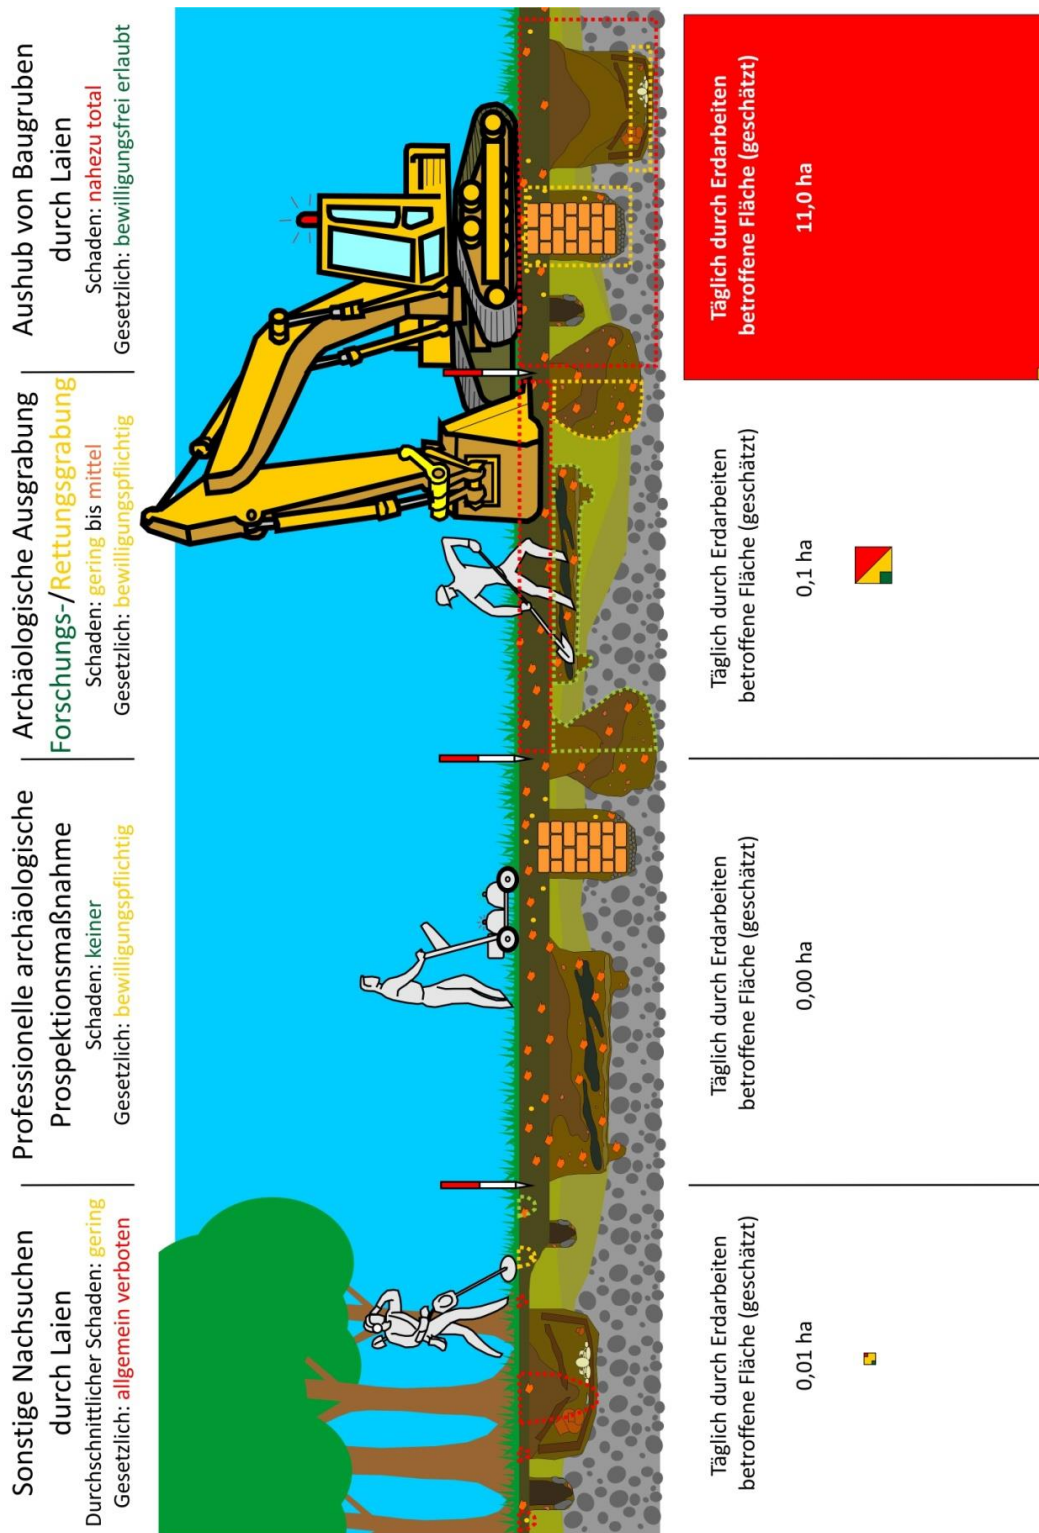 Sonstige Nachsuchen
durch Laien
Durchschnittlicher Schaden: gering
Gesetzlich: allgemein verboten
Professionelle archäologische
Prospektionsmaßnahme
Schaden: keiner
Gesetzlich: bewilligungspflichtig
Archäologische Ausgrabung
Forschungs-/Rettungsgrabung
Schaden: gering bis mittel
Gesetzlich: bewilligungspflichtig
Aushub von Baugruben
durch Laien
Schaden: nahezu total
Gesetzlich: bewilligungsfrei erlaubt
Täglich durch Erdarbeiten
betroffene Fläche (geschätzt)
0,01 ha
Täglich durch Erdarbeiten
betroffene Fläche (geschätzt)
0,00 ha
Täglich durch Erdarbeiten
betroffene Fläche (geschätzt)
0,1 ha
Täglich durch Erdarbeiten
betroffene Fläche (geschätzt)
11,0 ha